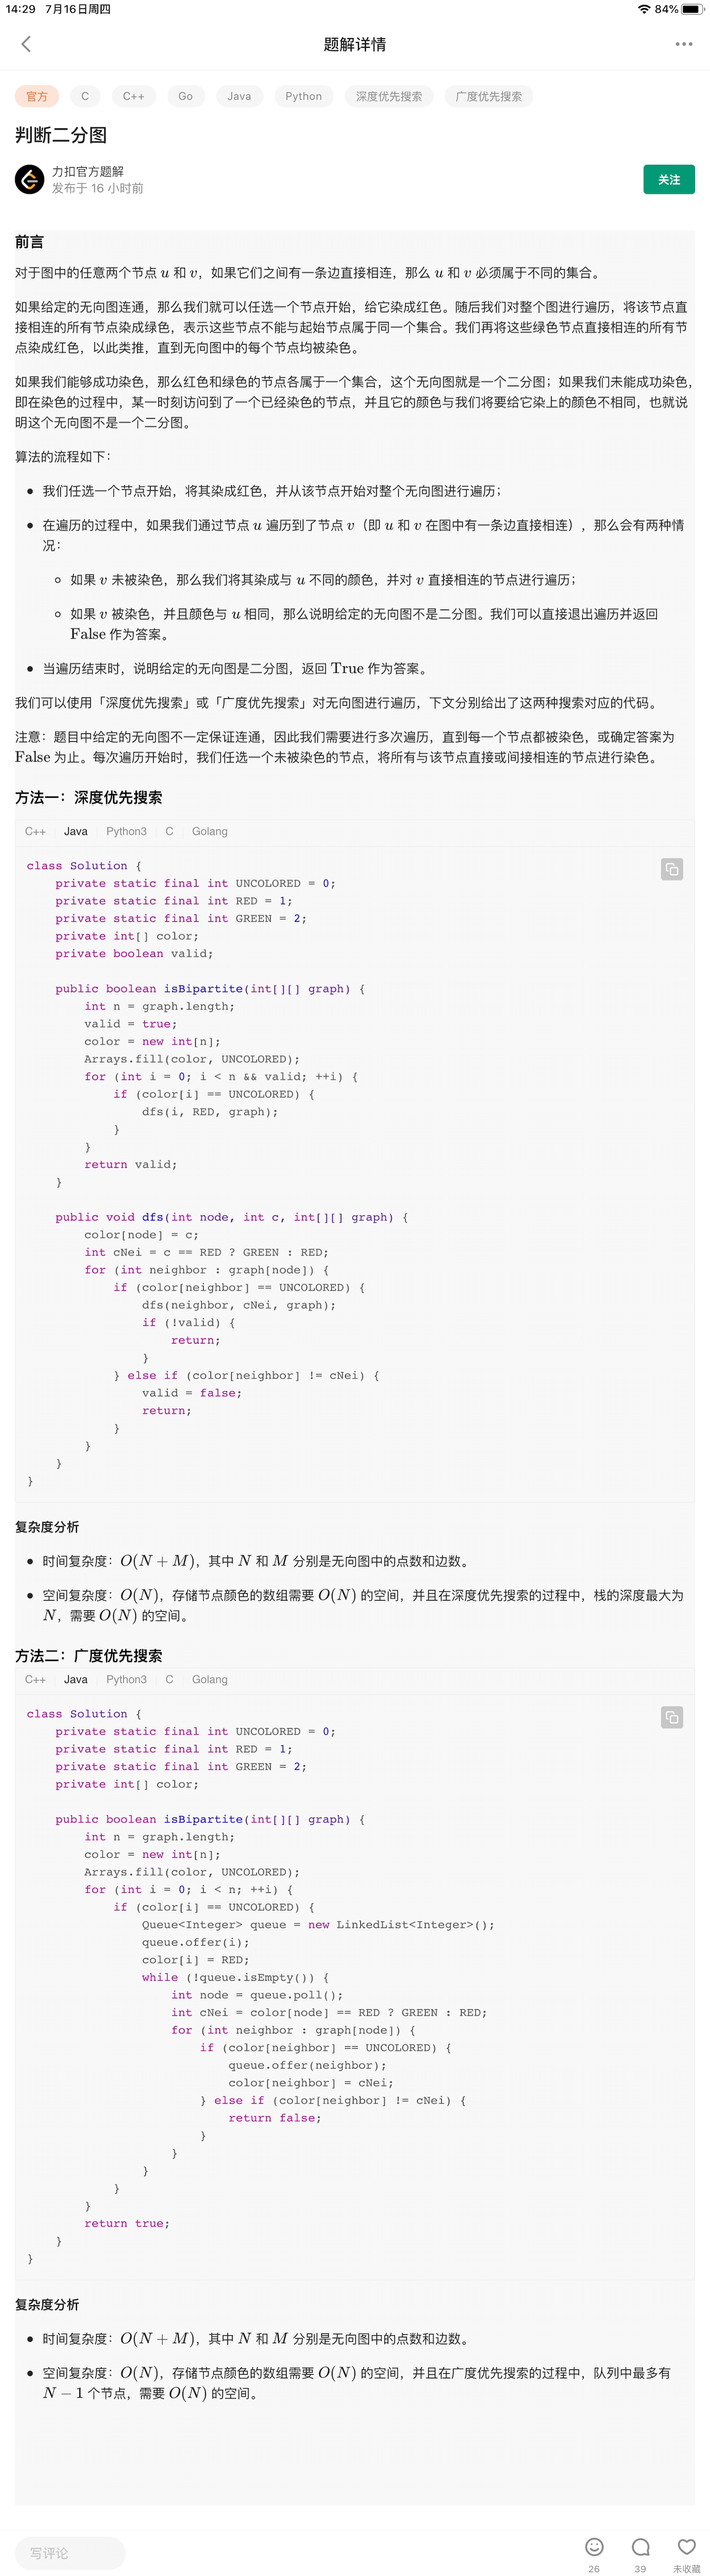 14:29 7月16日周四
84%
题解详情
官方 C C++ Go Java Python 深度优先搜索 广度优先搜索
判断二分图
力扣官方题解
发布于 16 小时前
关注
前言
对于图中的任意两个节点 u 和 v，如果它们之间有一条边直接相连，那么 u 和 v 必须属于不同的集合。
如果给定的无向图连通，那么我们就可以任选一个节点开始，给它染成红色。随后我们对整个图进行遍历，将该节点直
接相连的所有节点染成绿色，表示这些节点不能与起始节点属于同一个集合。我们再将这些绿色节点直接相连的所有节
点染成红色，以此类推，直到无向图中的每个节点均被染色。
如果我们能够成功染色，那么红色和绿色的节点各属于一个集合，这个无向图就是一个二分图；如果我们未能成功染色，
即在染色的过程中，某一时刻访问到了一个已经染色的节点，并且它的颜色与我们将要给它染上的颜色不相同，也就说
明这个无向图不是一个二分图。
算法的流程如下：
• 我们任选一个节点开始，将其染成红色，并从该节点开始对整个无向图进行遍历；
• 在遍历的过程中，如果我们通过节点 u 遍历到了节点 v（即 u 和 v 在图中有一条边直接相连），那么会有两种情
况：
◦ 如果 v 未被染色，那么我们将其染成与 u 不同的颜色，并对 v 直接相连的节点进行遍历；
◦ 如果 v 被染色，并且颜色与 u 相同，那么说明给定的无向图不是二分图。我们可以直接退出遍历并返回
False 作为答案。
• 当遍历结束时，说明给定的无向图是二分图，返回 True 作为答案。
我们可以使用「深度优先搜索」或「广度优先搜索」对无向图进行遍历，下文分别给出了这两种搜索对应的代码。
注意：题目中给定的无向图不一定保证连通，因此我们需要进行多次遍历，直到每一个节点都被染色，或确定答案为
False 为止。每次遍历开始时，我们任选一个未被染色的节点，将所有与该节点直接或间接相连的节点进行染色。
方法一：深度优先搜索
C++ Java Python3 C Golang
class Solution {
    private static final int UNCOLORED = 0;
    private static final int RED = 1;
    private static final int GREEN = 2;
    private int[] color;
    private boolean valid;
    public boolean isBipartite(int[][] graph) {
        int n = graph.length;
        valid = true;
        color = new int[n];
        Arrays.fill(color, UNCOLORED);
        for (int i = 0; i < n && valid; ++i) {
            if (color[i] == UNCOLORED) {
                dfs(i, RED, graph);
            }
        }
        return valid;
    }
    public void dfs(int node, int c, int[][] graph) {
        color[node] = c;
        int cNei = c == RED ? GREEN : RED;
        for (int neighbor : graph[node]) {
            if (color[neighbor] == UNCOLORED) {
                dfs(neighbor, cNei, graph);
                if (!valid) {
                    return;
                }
            } else if (color[neighbor] != cNei) {
                valid = false;
                return;
            }
        }
    }
}
复杂度分析
• 时间复杂度：O(N + M)，其中 N 和 M 分别是无向图中的点数和边数。
• 空间复杂度：O(N)，存储节点颜色的数组需要 O(N) 的空间，并且在深度优先搜索的过程中，栈的深度最大为
N，需要 O(N) 的空间。
方法二：广度优先搜索
C++ Java Python3 C Golang
class Solution {
    private static final int UNCOLORED = 0;
    private static final int RED = 1;
    private static final int GREEN = 2;
    private int[] color;
    public boolean isBipartite(int[][] graph) {
        int n = graph.length;
        color = new int[n];
        Arrays.fill(color, UNCOLORED);
        for (int i = 0; i < n; ++i) {
            if (color[i] == UNCOLORED) {
                Queue<Integer> queue = new LinkedList<Integer>();
                queue.offer(i);
                color[i] = RED;
                while (!queue.isEmpty()) {
                    int node = queue.poll();
                    int cNei = color[node] == RED ? GREEN : RED;
                    for (int neighbor : graph[node]) {
                        if (color[neighbor] == UNCOLORED) {
                            queue.offer(neighbor);
                            color[neighbor] = cNei;
                        } else if (color[neighbor] != cNei) {
                            return false;
                        }
                    }
                }
            }
        }
        return true;
    }
}
复杂度分析
• 时间复杂度：O(N + M)，其中 N 和 M 分别是无向图中的点数和边数。
• 空间复杂度：O(N)，存储节点颜色的数组需要 O(N) 的空间，并且在广度优先搜索的过程中，队列中最多有
N − 1 个节点，需要 O(N) 的空间。
写评论
26 39 未收藏